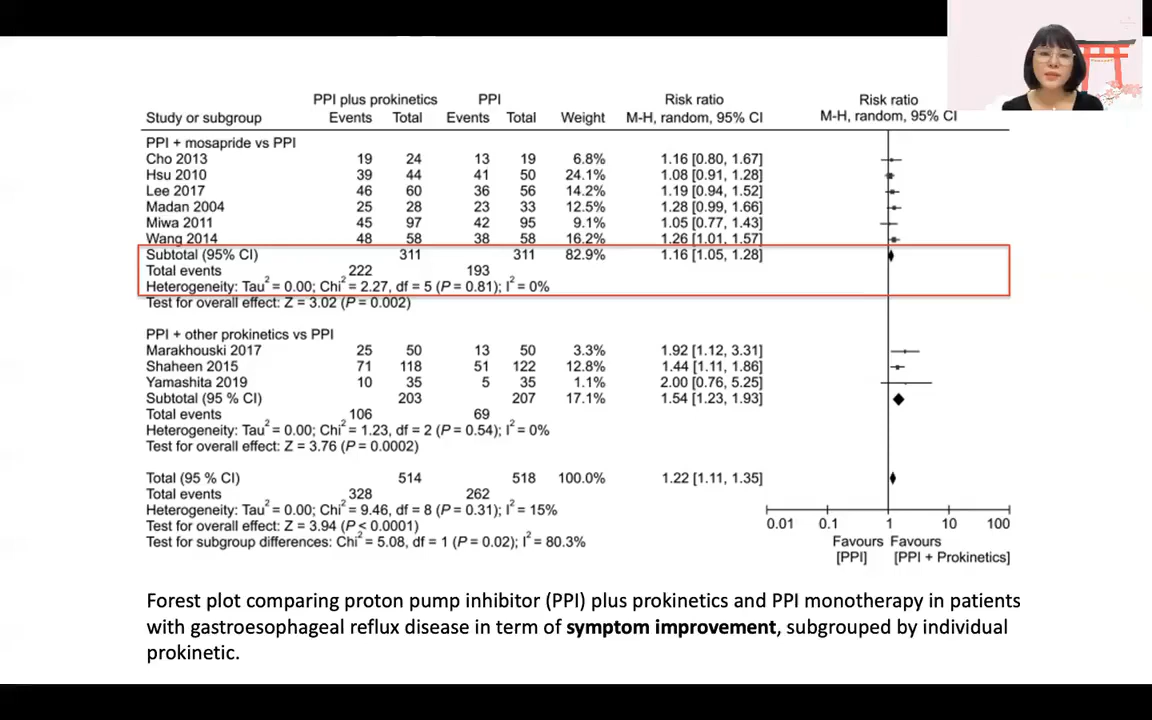 PPI plus prokinetics PPI Risk ratio Risk ratio
Study or subgroup Events Total Events Total Weight M-H, random, 95% CI M-H, random, 95% CI
PPI + mosapride vs PPI
Cho 2013 19 24 13 19 6.8% 1.16 [0.80, 1.67]
Hsu 2010 39 44 41 50 24.1% 1.08 [0.91, 1.28]
Lee 2017 46 60 36 56 14.2% 1.19 [0.94, 1.52]
Madan 2004 25 28 23 33 12.5% 1.28 [0.99, 1.66]
Miwa 2011 45 97 42 95 9.1% 1.05 [0.77, 1.43]
Wang 2014 48 58 38 58 16.2% 1.26 [1.01, 1.57]
Subtotal (95% CI) 311 311 82.9% 1.16 [1.05, 1.28]
Total events 222 193
Heterogeneity: Tau² = 0.00; Chi² = 2.27, df = 5 (P = 0.81); I² = 0%
Test for overall effect: Z = 3.02 (P = 0.002)
PPI + other prokinetics vs PPI
Marakhouski 2017 25 50 13 50 3.3% 1.92 [1.12, 3.31]
Shaheen 2015 71 118 51 122 12.8% 1.44 [1.11, 1.86]
Yamashita 2019 10 35 5 35 1.1% 2.00 [0.76, 5.25]
Subtotal (95 % CI) 203 207 17.1% 1.54 [1.23, 1.93]
Total events 106 69
Heterogeneity: Tau² = 0.00; Chi² = 1.23, df = 2 (P = 0.54); I² = 0%
Test for overall effect: Z = 3.76 (P = 0.0002)
Total (95 % CI) 514 518 100.0% 1.22 [1.11, 1.35]
Total events 328 262
Heterogeneity: Tau² = 0.00; Chi² = 9.46, df = 8 (P = 0.31); I² = 15%
Test for overall effect: Z = 3.94 (P < 0.0001)
Test for subgroup differences: Chi² = 5.08, df = 1 (P = 0.02); I² = 80.3%
0.01 0.1 1 10 100
Favours Favours
[PPI] [PPI + Prokinetics]
Forest plot comparing proton pump inhibitor (PPI) plus prokinetics and PPI monotherapy in patients
with gastroesophageal reflux disease in term of symptom improvement, subgrouped by individual
prokinetic.